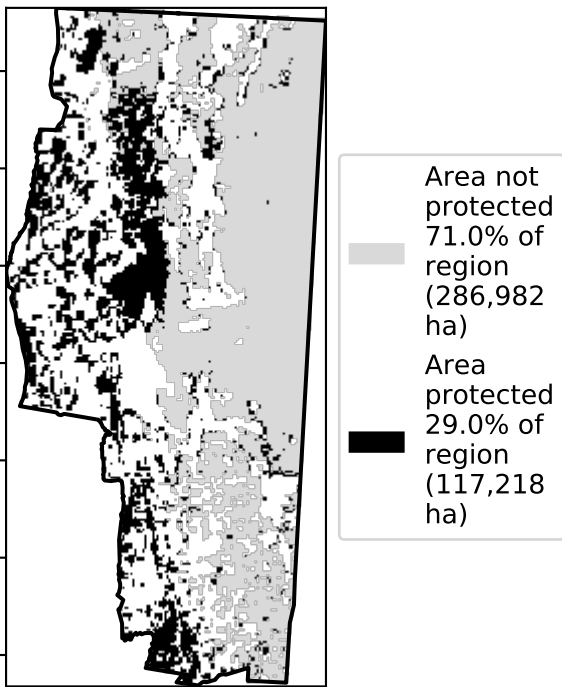 Area not
protected
71.0% of
region
(286,982
ha)
Area
protected
29.0% of
region
(117,218
ha)